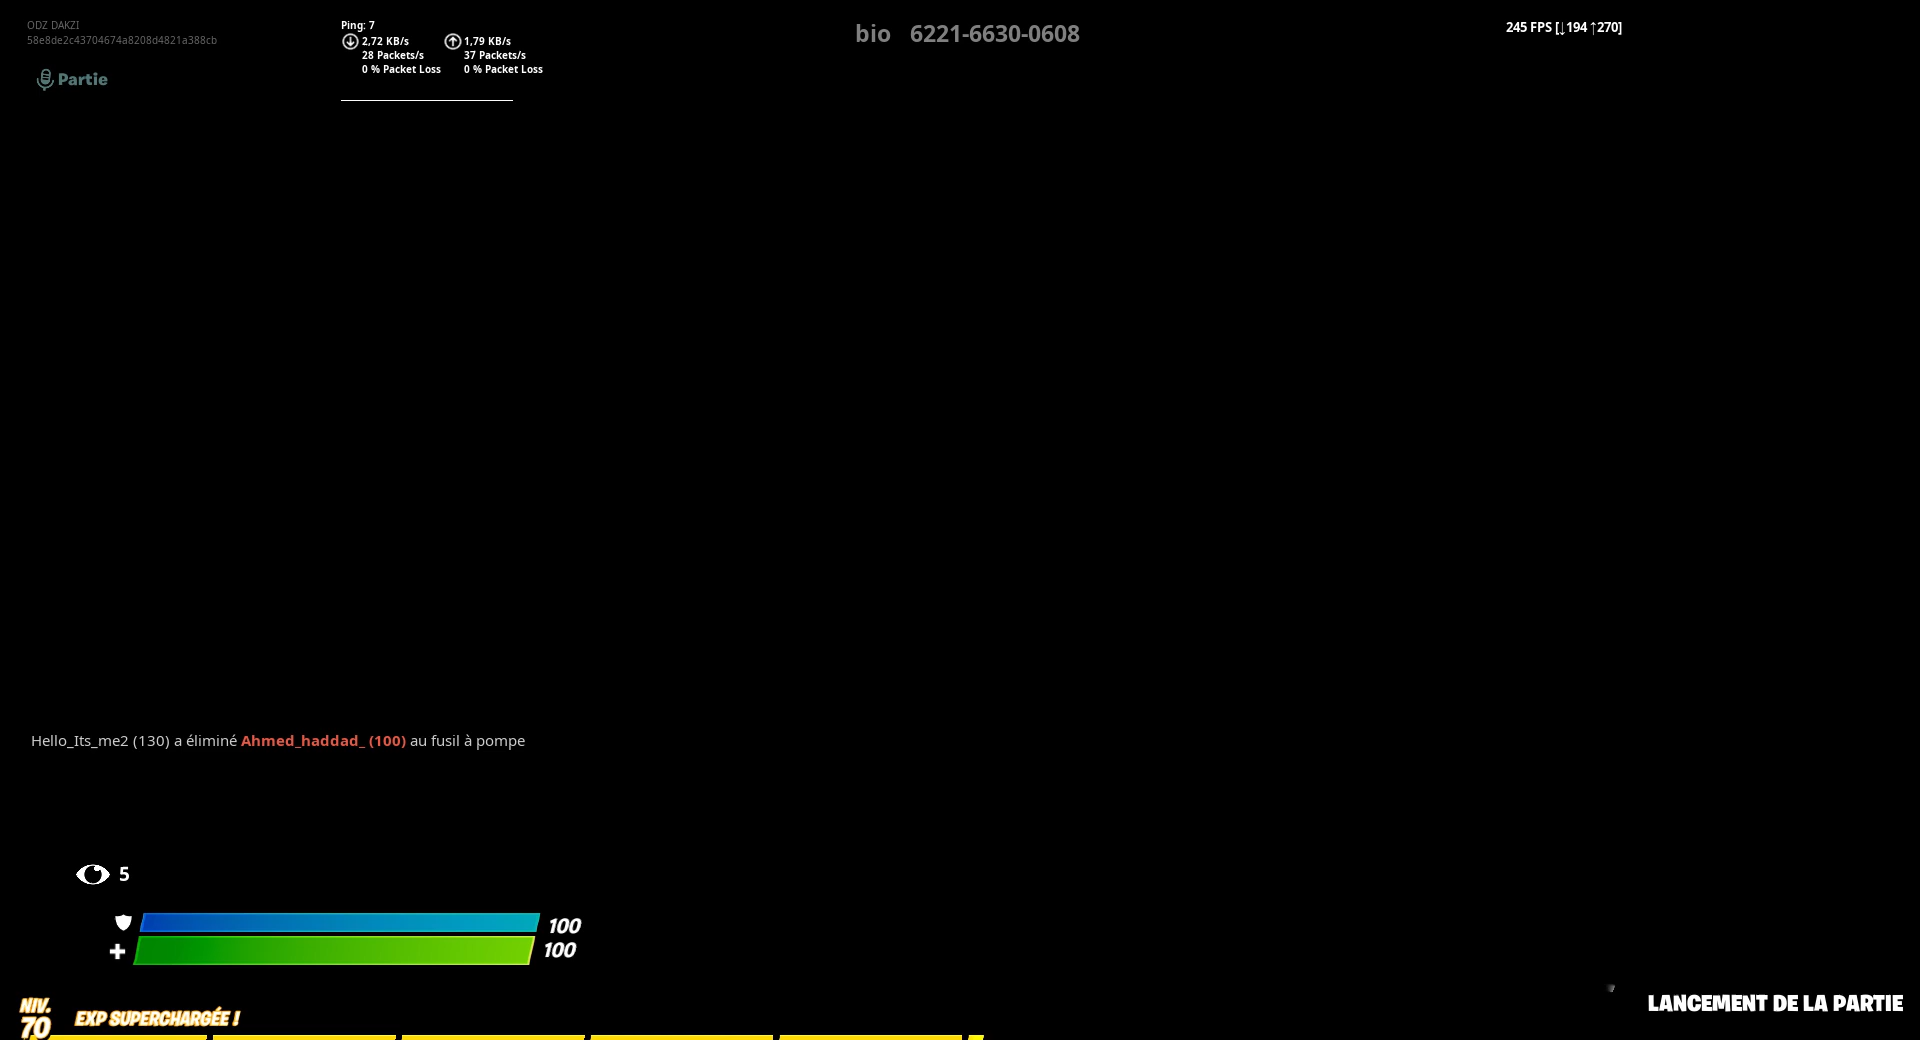 ODZ DAKZI
58e8de2c43704674a8208d4821a388cb
Partie
Ping: 7
2,72 KB/s 1,79 KB/s
28 Packets/s 37 Packets/s
0 % Packet Loss 0 % Packet Loss
bio 6221-6630-0608
245 FPS [↓194 ↑270]
Hello_Its_me2 (130) a éliminé Ahmed_haddad_ (100) au fusil à pompe
5
100
100
NIV.
70
EXP SUPERCHARGÉE !
LANCEMENT DE LA PARTIE